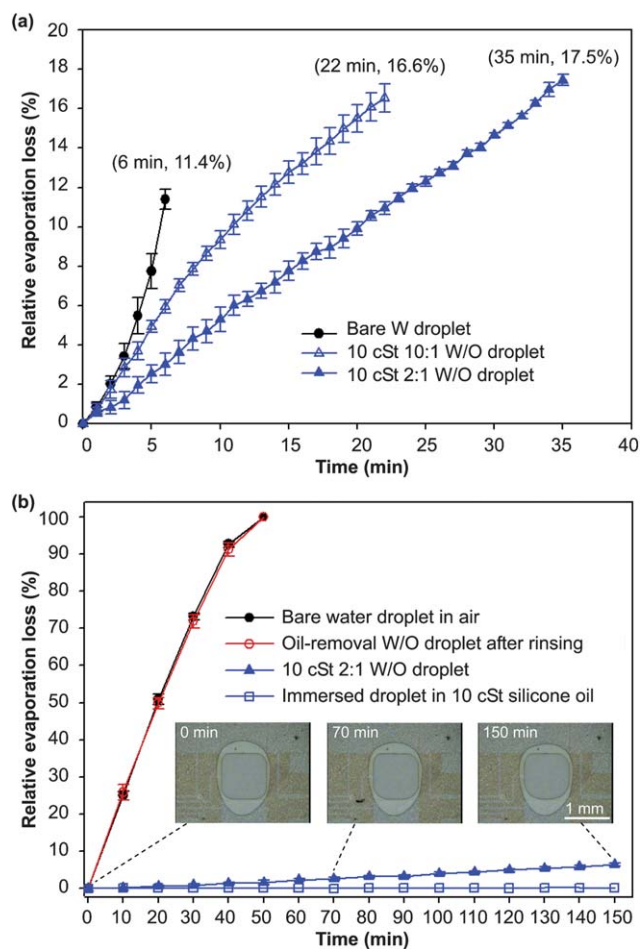 (a)
20
18
16
14
12
10
8
6
4
2
0
Relative evaporation loss (%)
(6 min, 11.4%)
(22 min, 16.6%)
(35 min, 17.5%)
Bare W droplet
10 cSt 10:1 W/O droplet
10 cSt 2:1 W/O droplet
0 5 10 15 20 25 30 35 40
Time (min)
(b)
100
90
80
70
60
50
40
30
20
10
0
Relative evaporation loss (%)
Bare water droplet in air
Oil-removal W/O droplet after rinsing
10 cSt 2:1 W/O droplet
Immersed droplet in 10 cSt silicone oil
0 min
70 min
150 min
1 mm
0 10 20 30 40 50 60 70 80 90 100 110 120 130 140 150
Time (min)